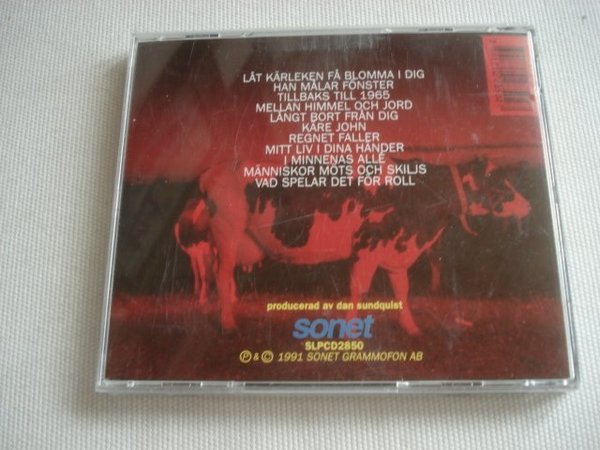 LÅT KÄRLEKEN FÅ BLOMMA I DIG
HAN MÅLAR FÖNSTER
TILLBAKS TILL 1965
MELLAN HIMMEL OCH JORD
LÅNGT BORT FRÅN DIG
KÄRE JOHN
REGNET FALLER
MITT LIV I DINA HÄNDER
I MINNENAS ALLÉ
MÄNNISKOR MÖTS OCH SKILJS
VAD SPELAR DET FÖR ROLL
producerad av dan sundquist
sonet
SLPCD2850
Ⓟ & © 1991 SONET GRAMMOFON AB